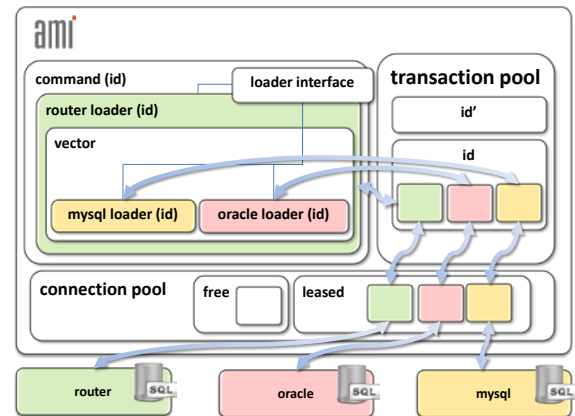 ami
command (id)
loader interface
transaction pool
router loader (id)
id’
vector
id
mysql loader (id)
oracle loader (id)
connection pool
free
leased
router
SQL
oracle
SQL
mysql
SQL